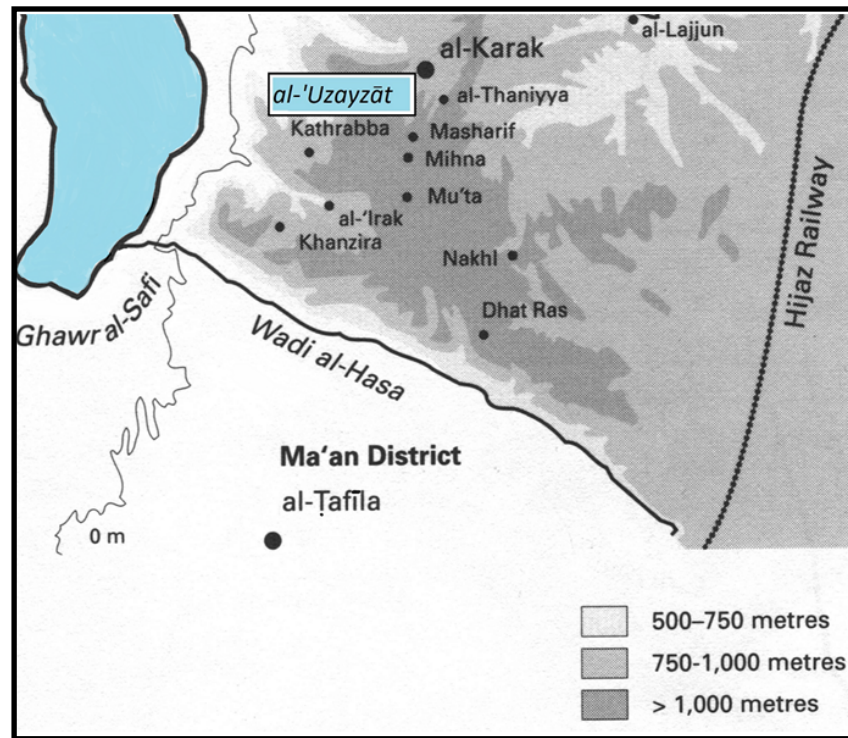 al-Lajjun
al-Karak
al-'Uzayzāt
al-Thaniyya
Kathrabba
Masharif
Mihna
Mu'ta
al-'Irak
Khanzira
Nakhl
Hijaz Railway
Dhat Ras
Ghawr al-Safi
Wadi al-Hasa
Ma'an District
al-Ṭafīla
0 m
500–750 metres
750-1,000 metres
> 1,000 metres